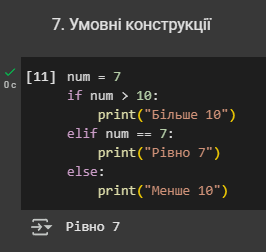 7. Умовні конструкції
[11] num = 7
if num > 10:
    print("Більше 10")
elif num == 7:
    print("Рівно 7")
else:
    print("Менше 10")
0 с
Рівно 7